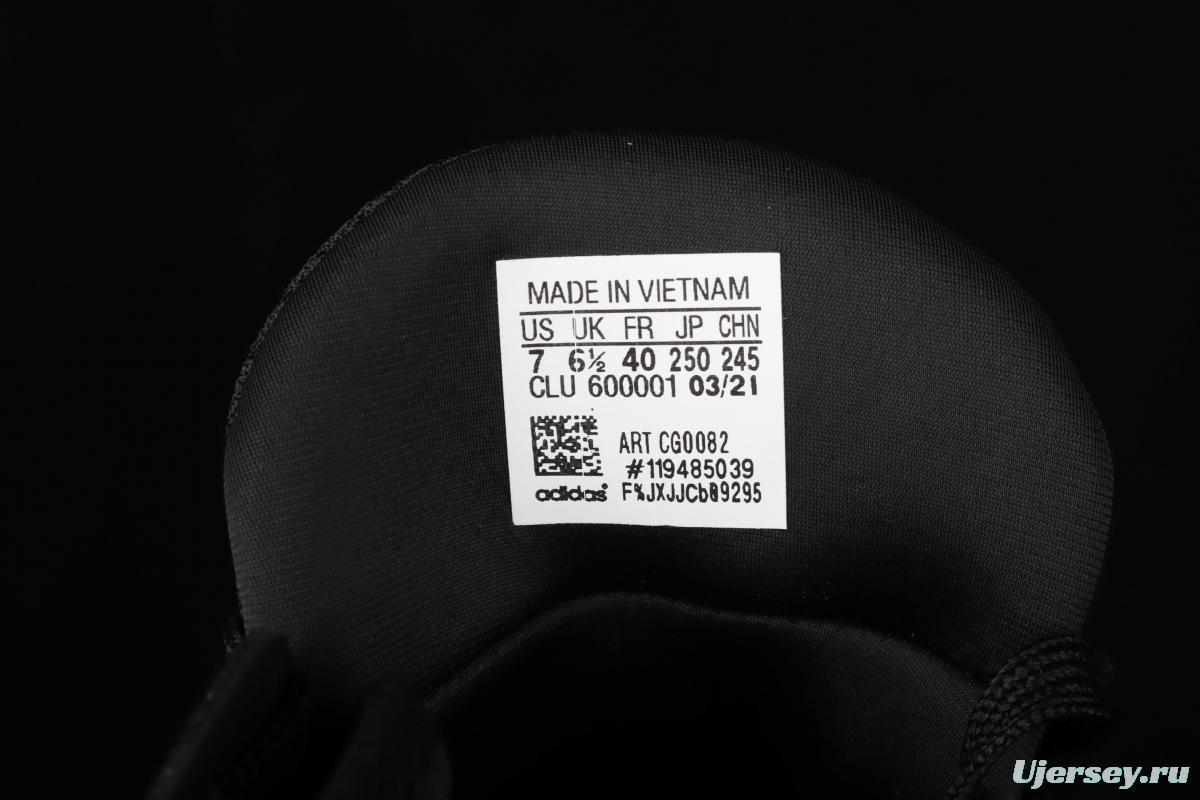 MADE IN VIETNAM
US UK FR JP CHN
7 6½ 40 250 245
CLU 600001 03/21
ART CG0082
#119485039
adidas® F%JXJJCb09295
Ujersey.ru